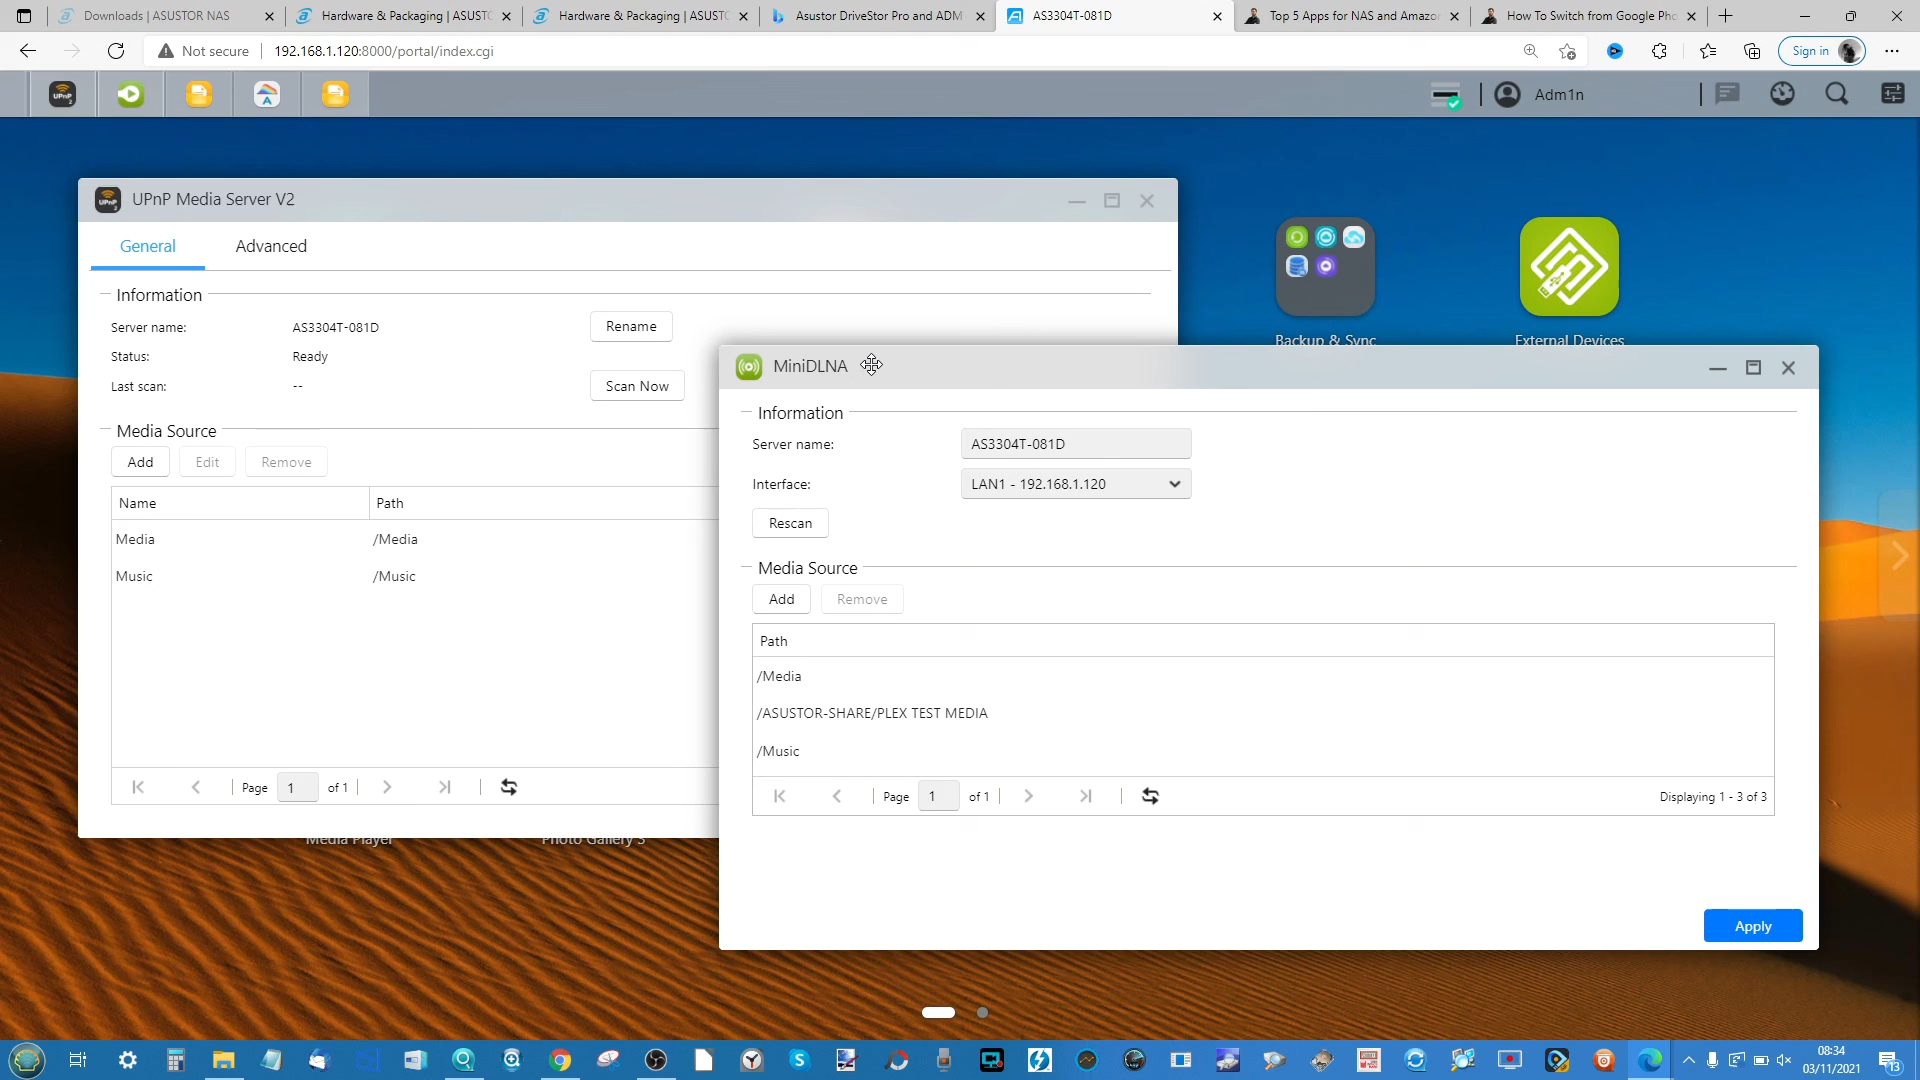 Downloads | ASUSTOR NAS
Hardware & Packaging | ASUSTO
Hardware & Packaging | ASUSTO
Asustor DriveStor Pro and ADM
AS3304T-081D
Top 5 Apps for NAS and Amazon
How To Switch from Google Pho
Not secure
192.168.1.120:8000/portal/index.cgi
Sign in
UPnP
2
Adm1n
UPnP Media Server V2
General
Advanced
Information
Server name:
AS3304T-081D
Rename
Status:
Ready
Last scan:
--
Scan Now
Media Source
Add
Edit
Remove
Name
Path
Media
/Media
Music
/Music
Page
1
of 1
Backup & Sync
External Devices
MiniDLNA
Information
Server name:
AS3304T-081D
Interface:
LAN1 - 192.168.1.120
Rescan
Media Source
Add
Remove
Path
/Media
/ASUSTOR-SHARE/PLEX TEST MEDIA
/Music
Page
1
of 1
Displaying 1 - 3 of 3
Apply
Media Player
Photo Gallery 3
08:34
03/11/2021
13